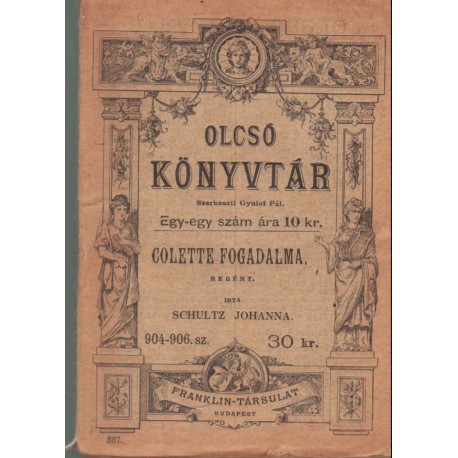 OLCSÓ
KÖNYVTÁR
Szerkeszti Gyulai Pál.
Egy-egy szám ára 10 kr.
COLETTE FOGADALMA.
REGÉNY.
IRTA
SCHULTZ JOHANNA.
904-906. sz. 30 kr.
FRANKLIN-TÁRSULAT
BUDAPEST
337.